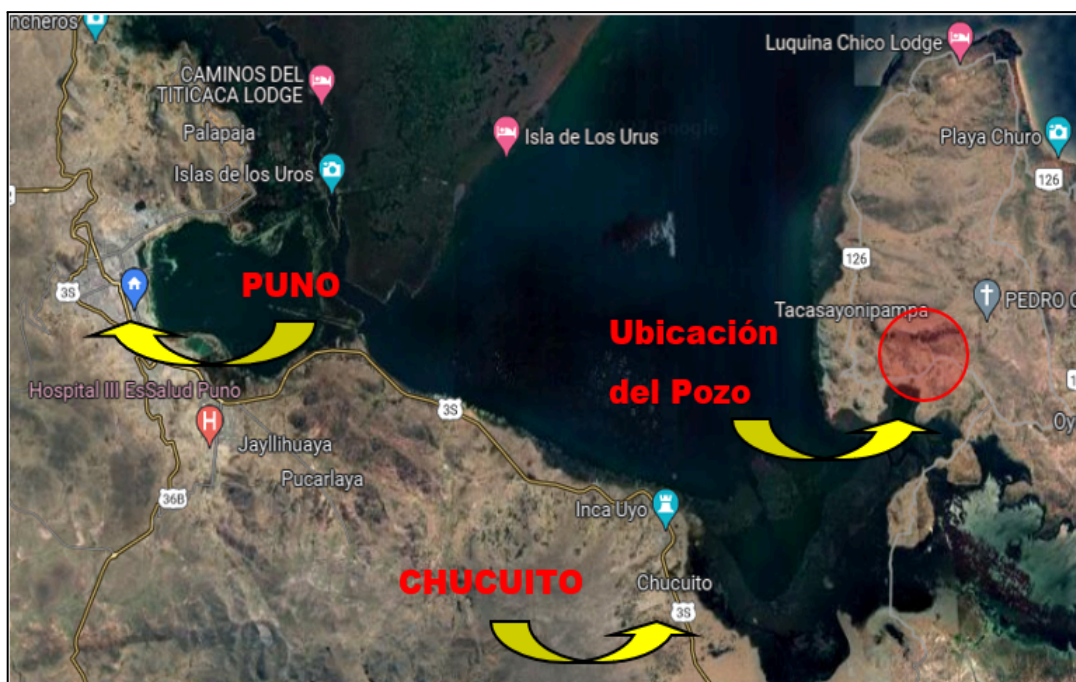 ncheros
CAMINOS DEL
TITICACA LODGE
Palapaja
Islas de los Uros
Isla de Los Urus
Luquina Chico Lodge
Playa Churo
126
126
3S
PUNO
Tacasayonipampa
PEDRO C
Ubicación
del Pozo
Hospital III EsSalud Puno
H
3S
Jayllihuaya
Pucarlaya
36B
Inca Uyo
CHUCUITO
Chucuito
3S
Oy